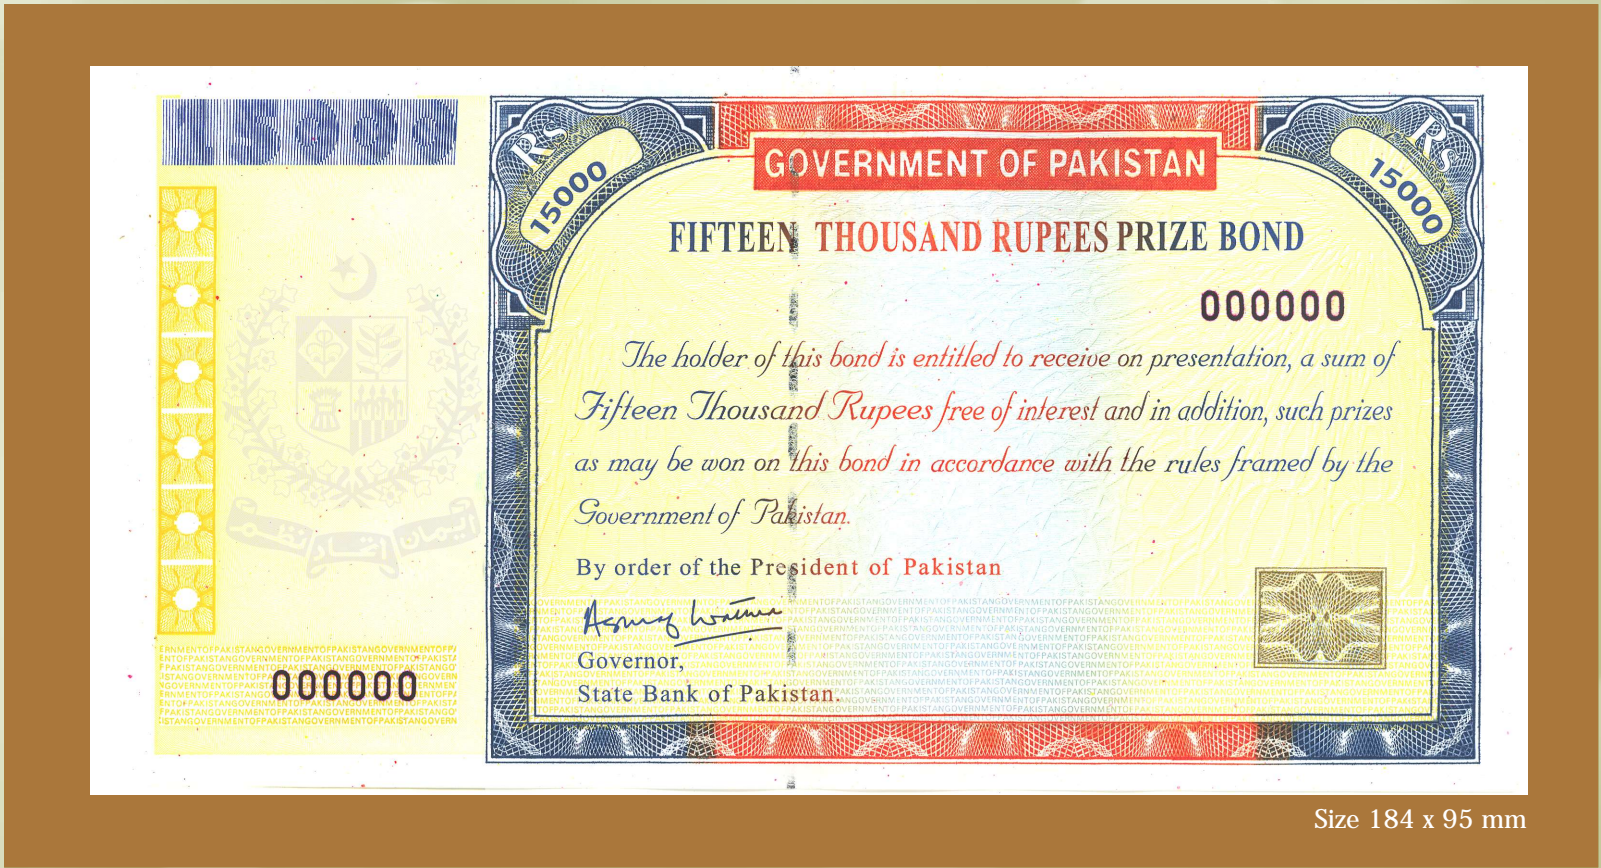 15000
Rs
15000
GOVERNMENT OF PAKISTAN
Rs
15000
FIFTEEN THOUSAND RUPEES PRIZE BOND
000000
The holder of this bond is entitled to receive on presentation, a sum of
Fifteen Thousand Rupees free of interest and in addition, such prizes
as may be won on this bond in accordance with the rules framed by the
Government of Pakistan.
By order of the President of Pakistan
Governor,
State Bank of Pakistan.
ایمان
اتحاد
نظم
000000
Size 184 x 95 mm